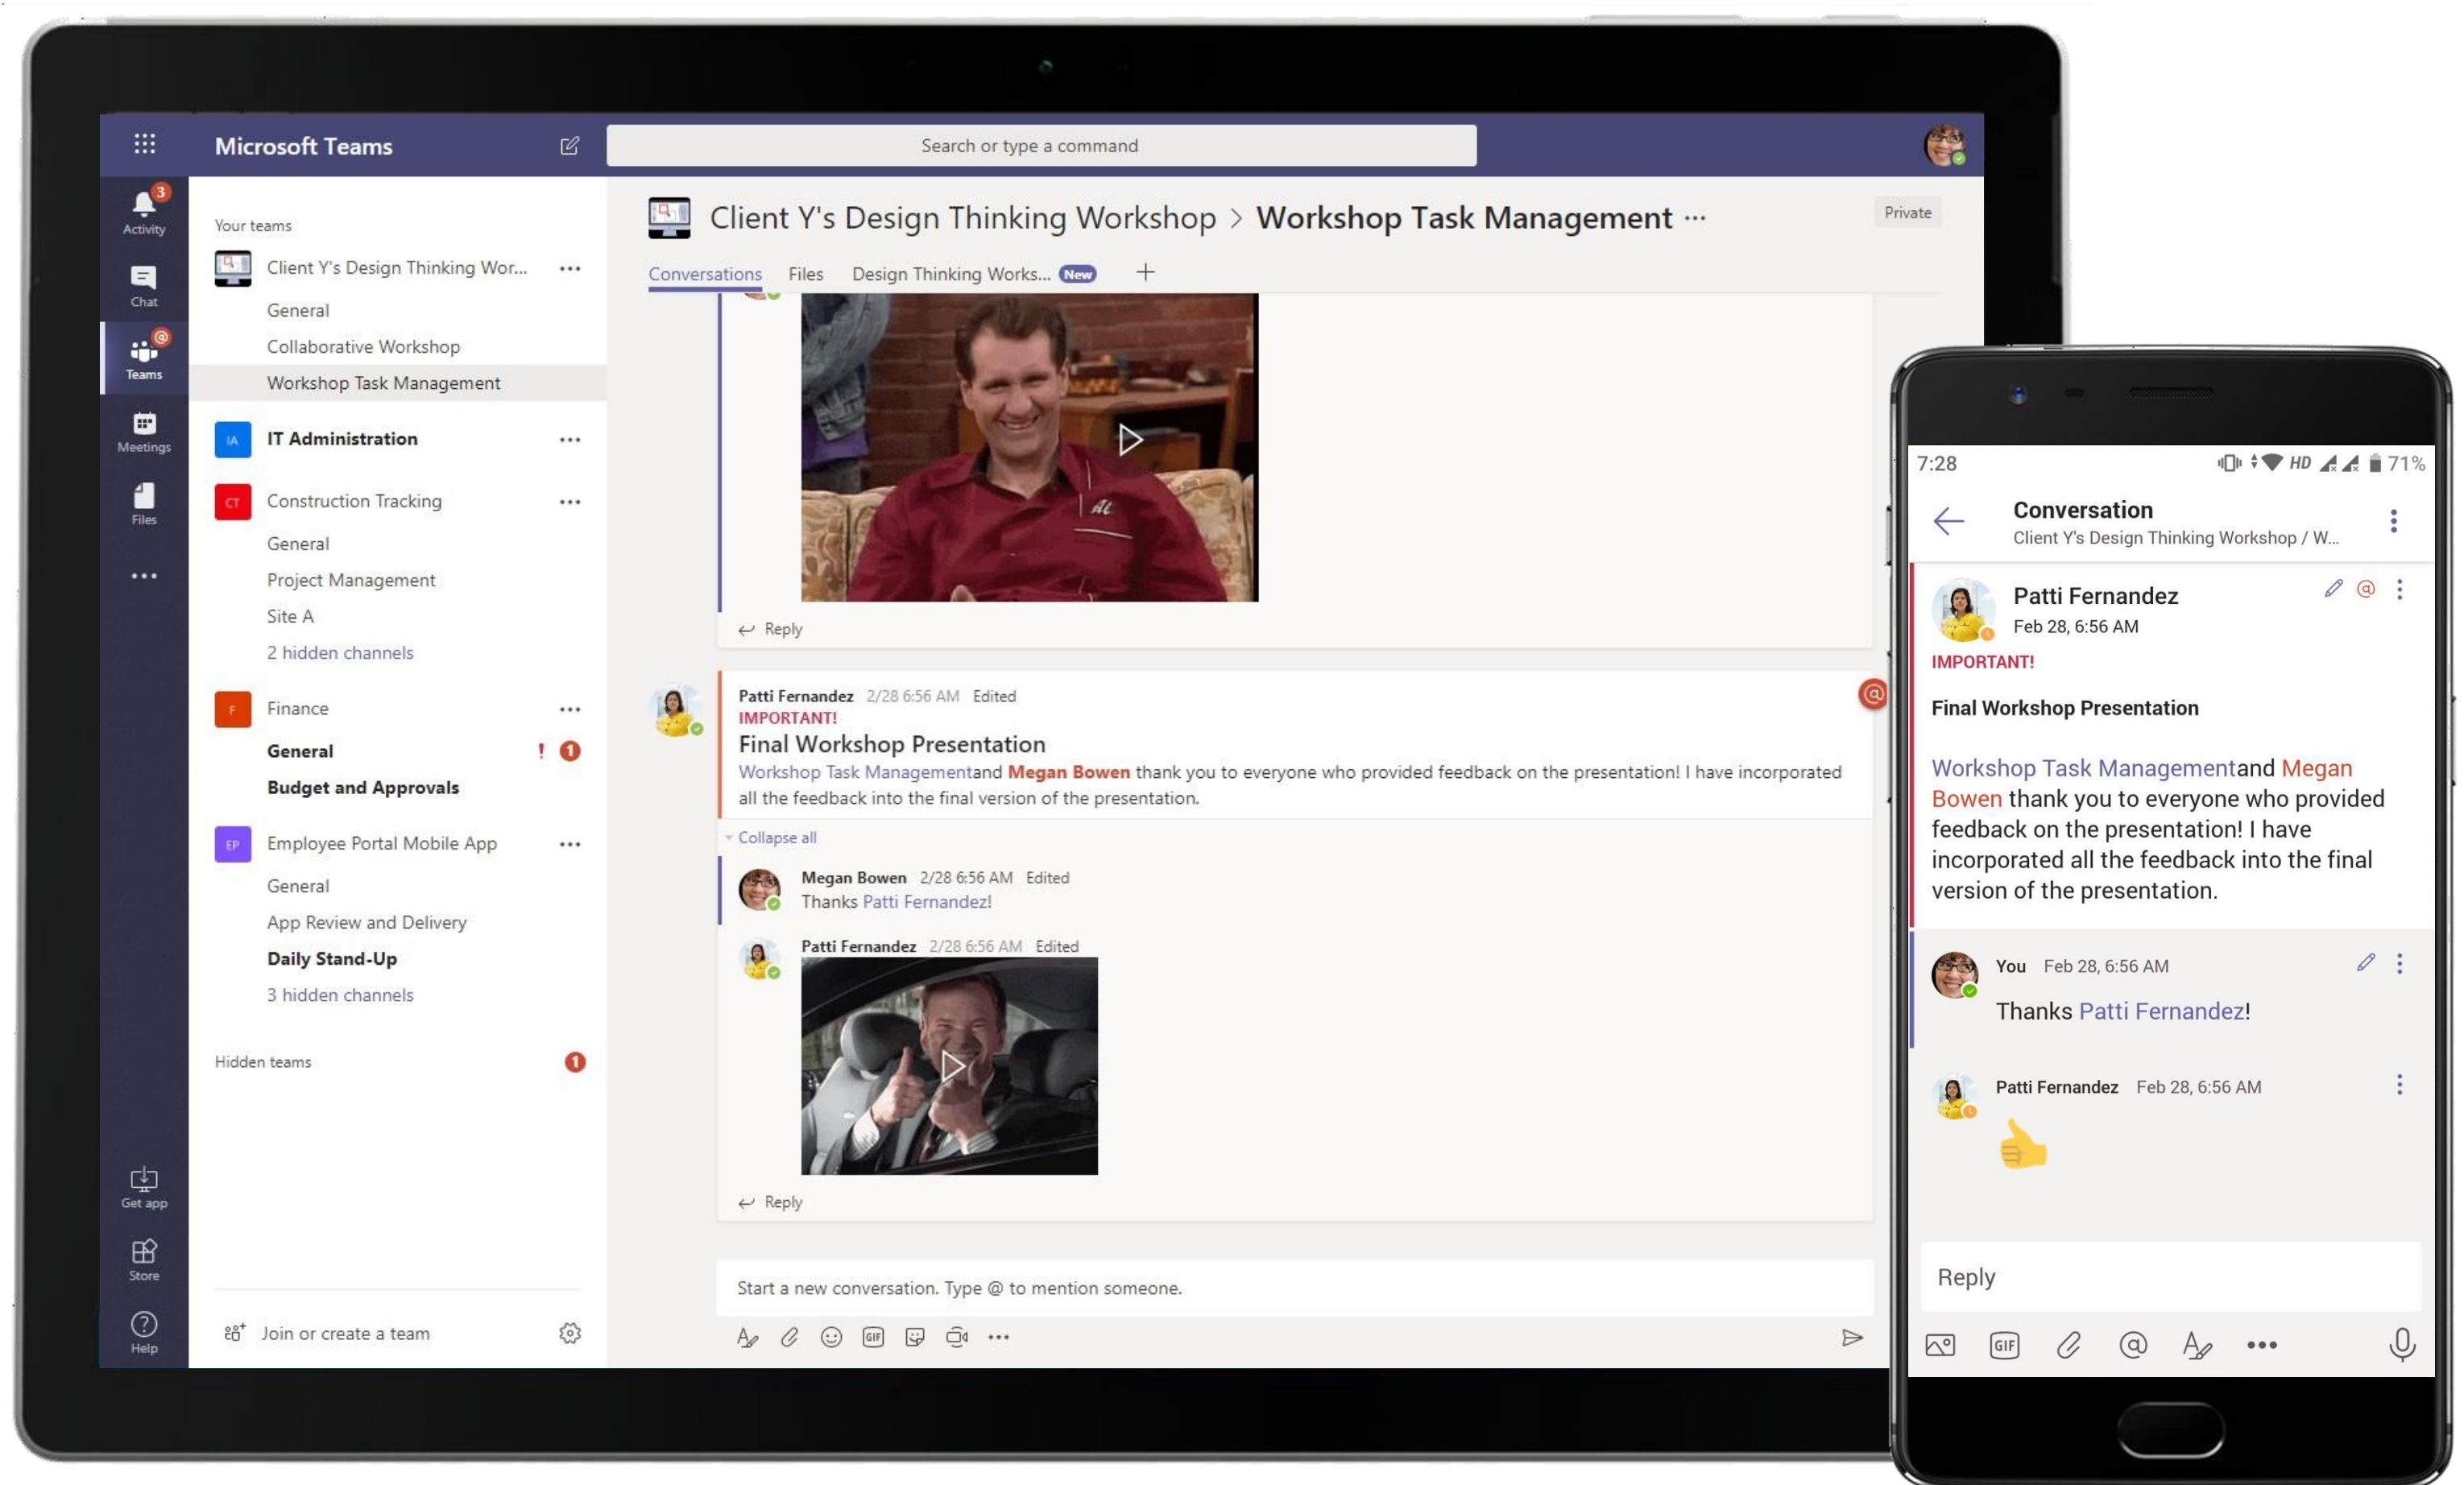 Microsoft Teams
Search or type a command
3
Activity
Chat
@
Teams
Meetings
Files
Get app
Store
Help
Your teams
Client Y's Design Thinking Wor...
General
Collaborative Workshop
Workshop Task Management
IA
IT Administration
CT
Construction Tracking
General
Project Management
Site A
2 hidden channels
F
Finance
General
! 1
Budget and Approvals
EP
Employee Portal Mobile App
General
App Review and Delivery
Daily Stand-Up
3 hidden channels
Hidden teams
1
Join or create a team
Client Y's Design Thinking Workshop > Workshop Task Management
Private
Conversations Files Design Thinking Works... New +
Al
Reply
Patti Fernandez 2/28 6:56 AM Edited
@
IMPORTANT!
Final Workshop Presentation
Workshop Task Managementand Megan Bowen thank you to everyone who provided feedback on the presentation! I have incorporated
all the feedback into the final version of the presentation.
Collapse all
Megan Bowen 2/28 6:56 AM Edited
Thanks Patti Fernandez!
Patti Fernandez 2/28 6:56 AM Edited
Reply
Start a new conversation. Type @ to mention someone.
GIF
7:28
HD
71%
Conversation
Client Y's Design Thinking Workshop / W...
Patti Fernandez
@
Feb 28, 6:56 AM
IMPORTANT!
Final Workshop Presentation
Workshop Task Managementand Megan
Bowen thank you to everyone who provided
feedback on the presentation! I have
incorporated all the feedback into the final
version of the presentation.
You Feb 28, 6:56 AM
Thanks Patti Fernandez!
Patti Fernandez Feb 28, 6:56 AM
Reply
GIF
@